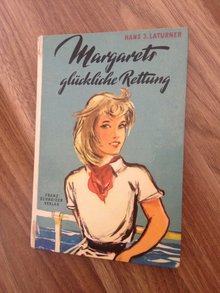 HANS J. LATURNER
Margarets
glückliche Rettung
FRANZ-
SCHNEIDER
VERLAG